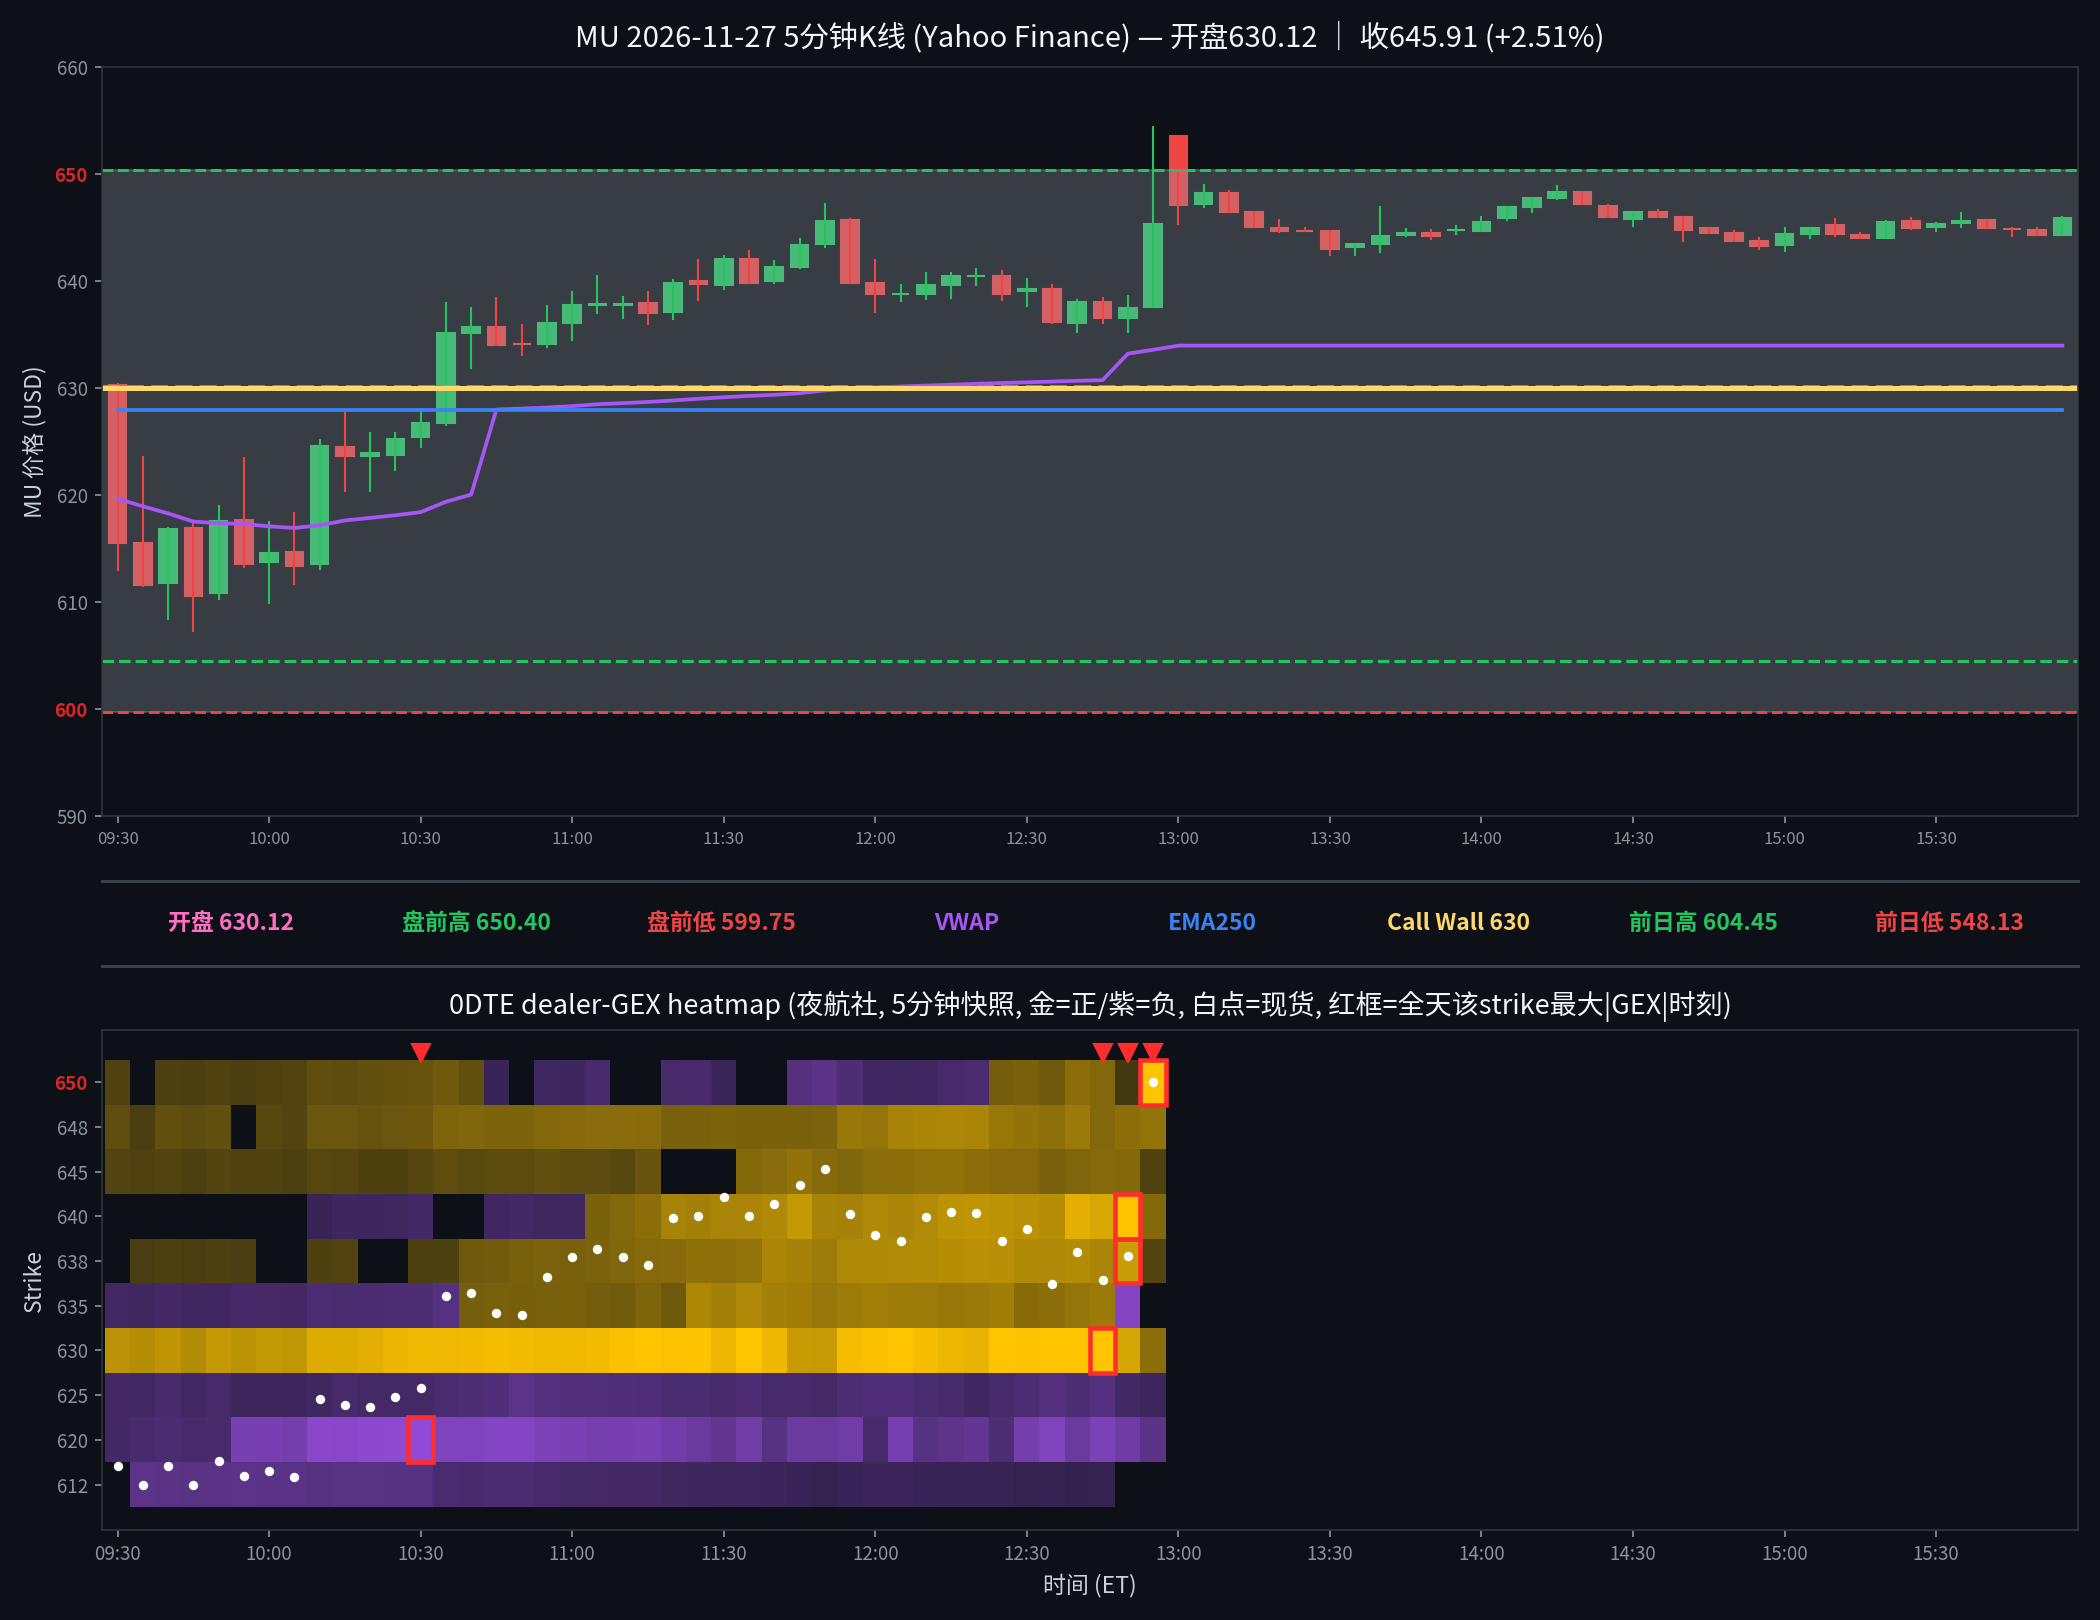 MU 2026-11-27 5分钟K线 (Yahoo Finance) — 开盘630.12 ｜ 收645.91 (+2.51%)
MU 价格 (USD)
660
650
640
630
620
610
600
590
09:30 10:00 10:30 11:00 11:30 12:00 12:30 13:00 13:30 14:00 14:30 15:00 15:30
开盘 630.12 盘前高 650.40 盘前低 599.75 VWAP EMA250 Call Wall 630 前日高 604.45 前日低 548.13
0DTE dealer-GEX heatmap (夜航社, 5分钟快照, 金=正/紫=负, 白点=现货, 红框=全天该strike最大|GEX|时刻)
Strike
650
648
645
640
638
635
630
625
620
612
09:30 10:00 10:30 11:00 11:30 12:00 12:30 13:00 13:30 14:00 14:30 15:00 15:30
时间 (ET)